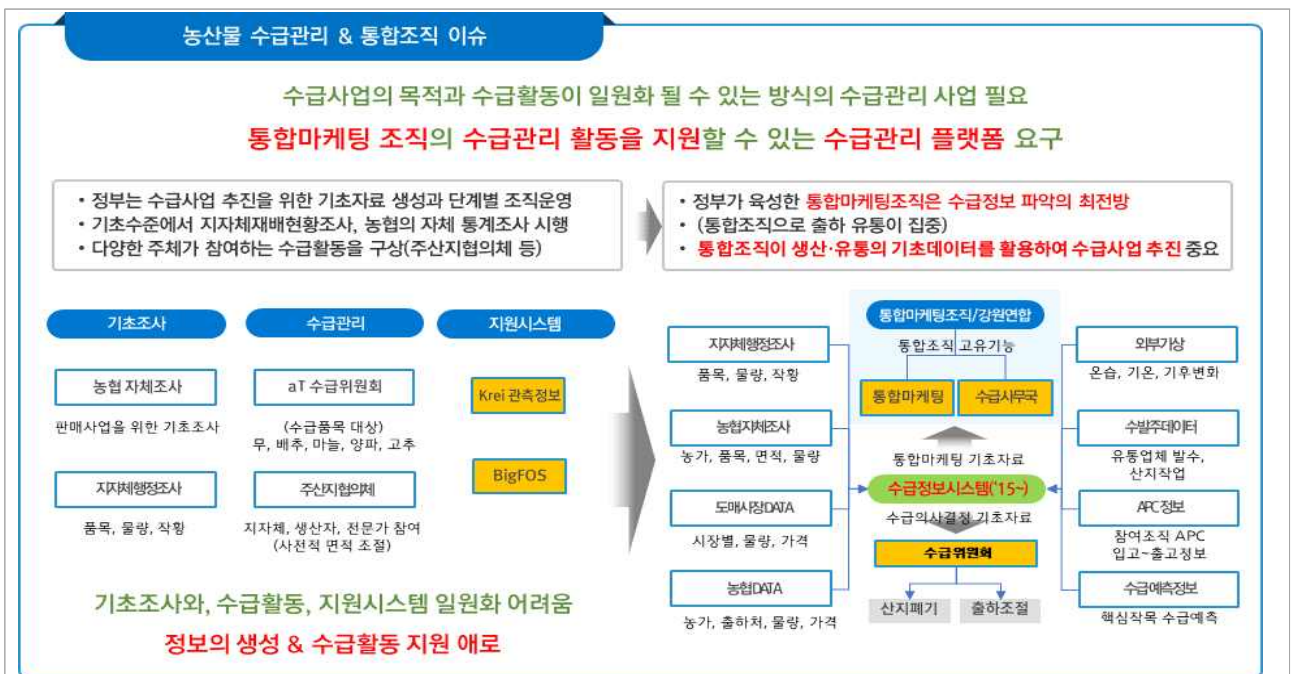 농산물 수급관리 & 통합조직 이슈
수급사업의 목적과 수급활동이 일원화 될 수 있는 방식의 수급관리 사업 필요
통합마케팅 조직의 수급관리 활동을 지원할 수 있는 수급관리 플랫폼 요구
• 정부는 수급사업 추진을 위한 기초자료 생성과 단계별 조직운영
• 기초수준에서 지자체재배현황조사, 농협의 자체 통계조사 시행
• 다양한 주체가 참여하는 수급활동을 구상(주산지협의체 등)
• 정부가 육성한 통합마케팅조직은 수급정보 파악의 최전방
• (통합조직으로 출하 유통이 집중)
• 통합조직이 생산·유통의 기초데이터를 활용하여 수급사업 추진 중요
기초조사
농협 자체조사
판매사업을 위한 기초조사
지자체행정조사
품목, 물량, 작황
수급관리
aT 수급위원회
(수급품목 대상)
무, 배추, 마늘, 양파, 고추
주산지협의체
지자체, 생산자, 전문가 참여
(사전적 면적 조절)
지원시스템
Krei 관측정보
BigFOS
기초조사와, 수급활동, 지원시스템 일원화 어려움
정보의 생성 & 수급활동 지원 애로
지자체행정조사
품목, 물량, 작황
농협자체조사
농가, 품목, 면적, 물량
도매시장DATA
시장별, 물량, 가격
농협DATA
농가, 출하처, 물량, 가격
통합마케팅조직/강원연합
통합조직 고유기능
통합마케팅
수급사무국
통합마케팅 기초자료
수급정보시스템('15~)
수급의사결정 기초자료
수급위원회
산지폐기
출하조절
외부기상
온습, 기온, 기후변화
수발주데이터
유통업체 발수,
산지작업
APC정보
참여조직 APC
입고~출고정보
수급예측정보
핵심작목 수급예측